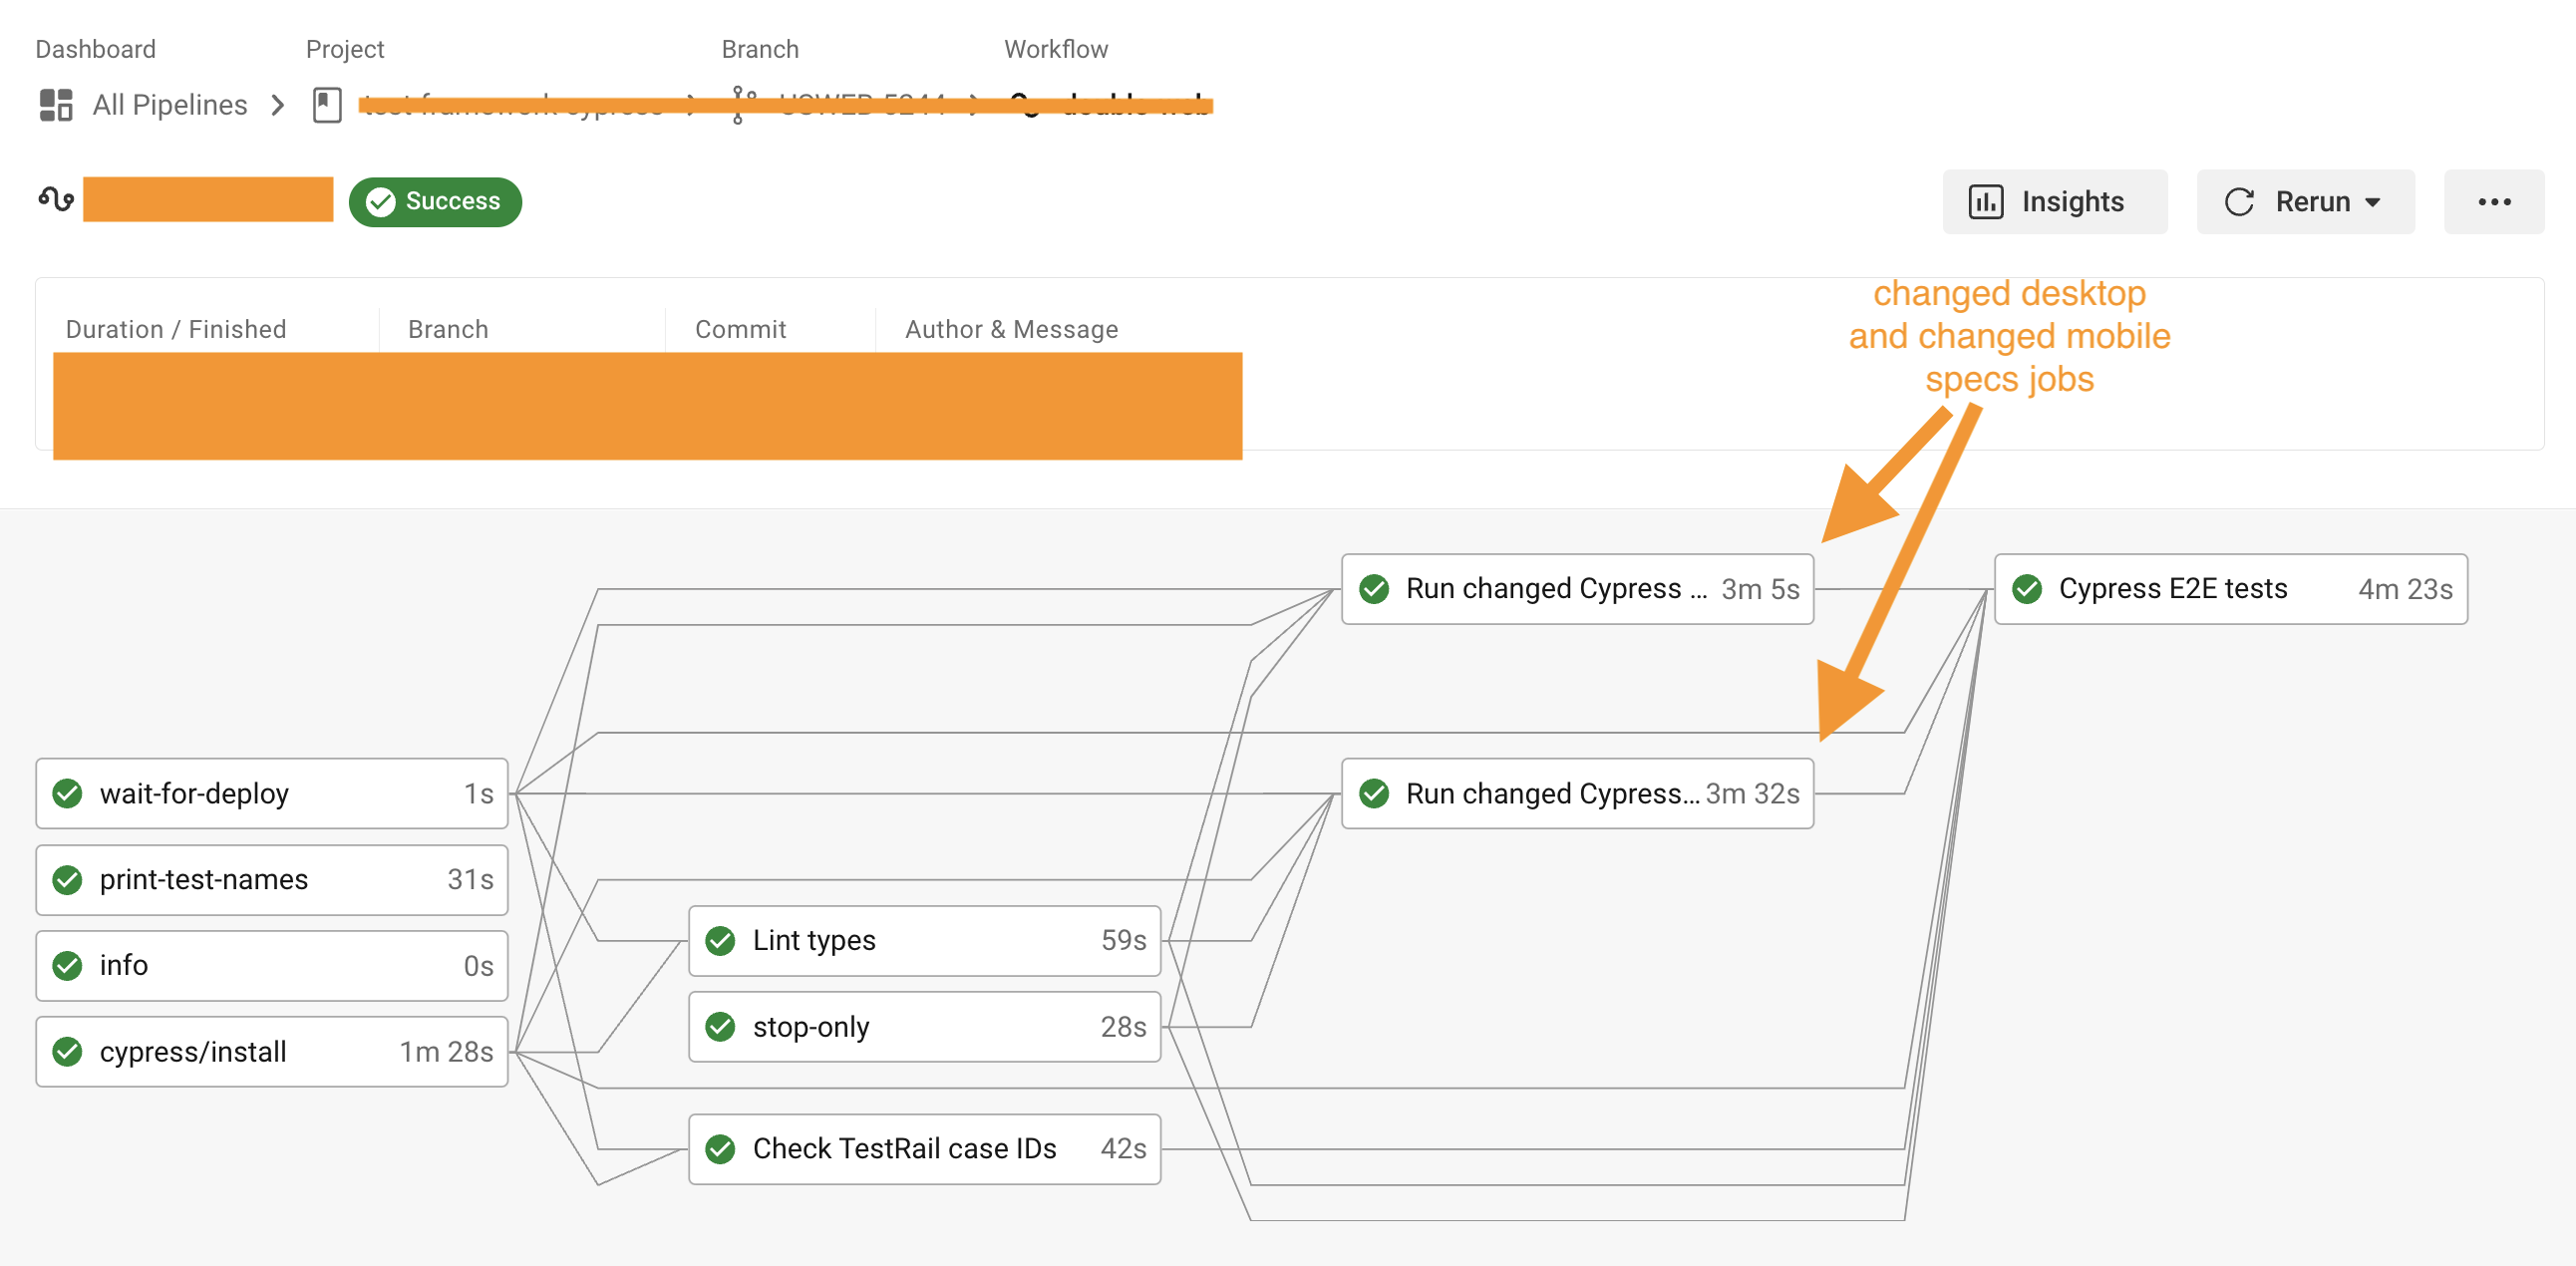 Dashboard Project Branch Workflow
All Pipelines
Success Insights Rerun
changed desktop
and changed mobile
specs jobs
Duration / Finished Branch Commit Author & Message
Run changed Cypress ... 3m 5s
Cypress E2E tests 4m 23s
wait-for-deploy 1s
Run changed Cypress... 3m 32s
print-test-names 31s
Lint types 59s
info 0s
stop-only 28s
cypress/install 1m 28s
Check TestRail case IDs 42s